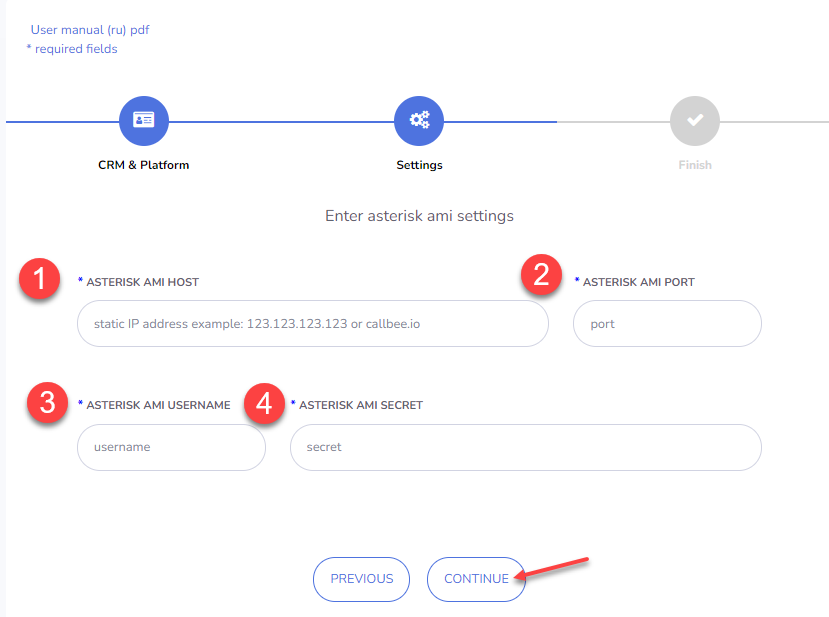 User manual (ru) pdf
* required fields
CRM & Platform
Settings
Finish
Enter asterisk ami settings
1
* ASTERISK AMI HOST
2
* ASTERISK AMI PORT
static IP address example: 123.123.123.123 or callbee.io
port
3
* ASTERISK AMI USERNAME
4
* ASTERISK AMI SECRET
username
secret
PREVIOUS
CONTINUE